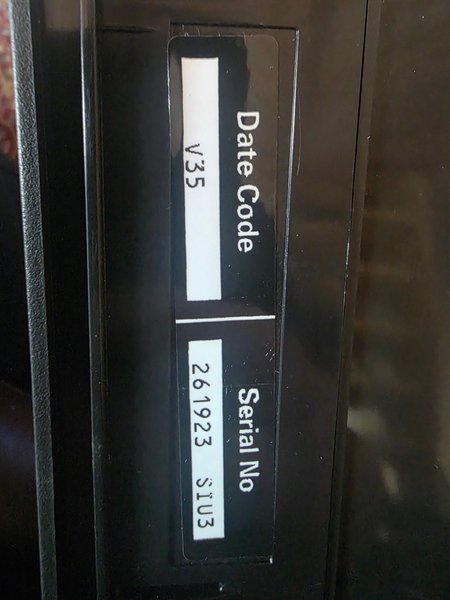 Date Code
V35
Serial No
261923 SIU3